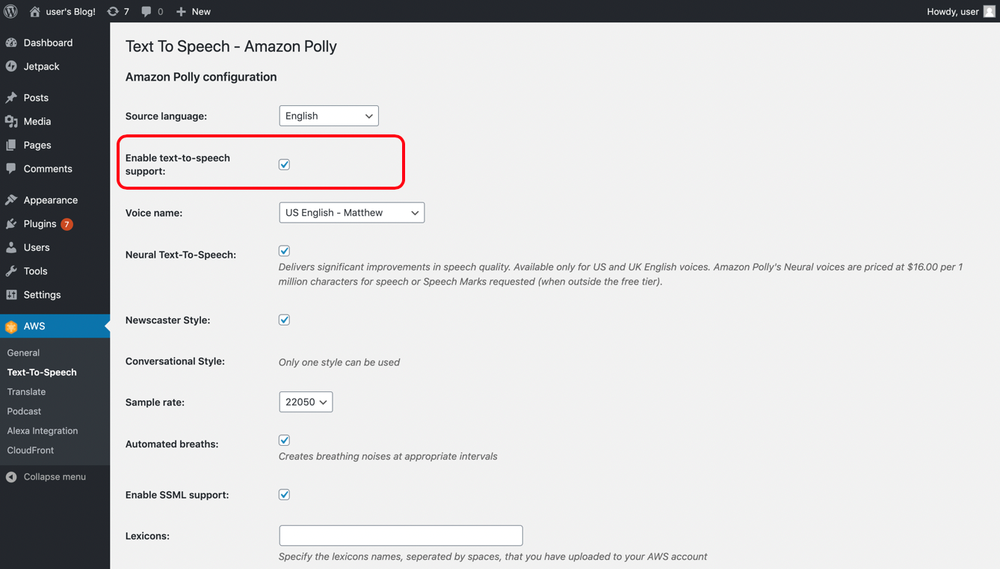 user's Blog! 7 0 New Howdy, user
Dashboard
Jetpack
Posts
Media
Pages
Comments
Appearance
Plugins 7
Users
Tools
Settings
AWS
General
Text-To-Speech
Translate
Podcast
Alexa Integration
CloudFront
Collapse menu
Text To Speech - Amazon Polly
Amazon Polly configuration
Source language: English
Enable text-to-speech
support:
Voice name: US English - Matthew
Neural Text-To-Speech:
Delivers significant improvements in speech quality. Available only for US and UK English voices. Amazon Polly's Neural voices are priced at $16.00 per 1
million characters for speech or Speech Marks requested (when outside the free tier).
Newscaster Style:
Conversational Style: Only one style can be used
Sample rate: 22050
Automated breaths:
Creates breathing noises at appropriate intervals
Enable SSML support:
Lexicons:
Specify the lexicons names, seperated by spaces, that you have uploaded to your AWS account